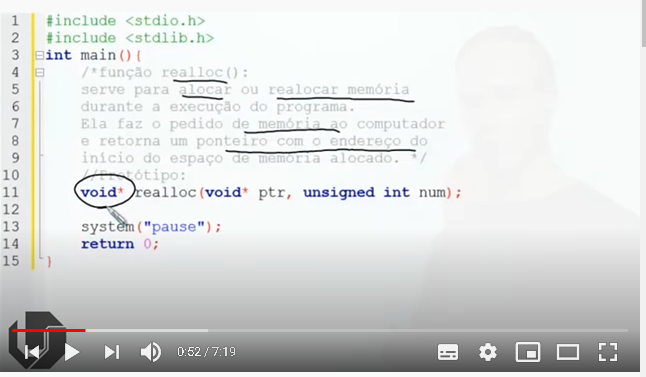 1 #include <stdio.h>
2 #include <stdlib.h>
3 int main(){
4 /*função realloc():
5 serve para alocar ou realocar memória
6 durante a execução do programa.
7 Ela faz o pedido de memória ao computador
8 e retorna um ponteiro com o endereço do
9 início do espaço de memória alocado. */
10 //Protótipo:
11 void* realloc(void* ptr, unsigned int num);
12
13 system("pause");
14 return 0;
15 }
0:52 / 7:19